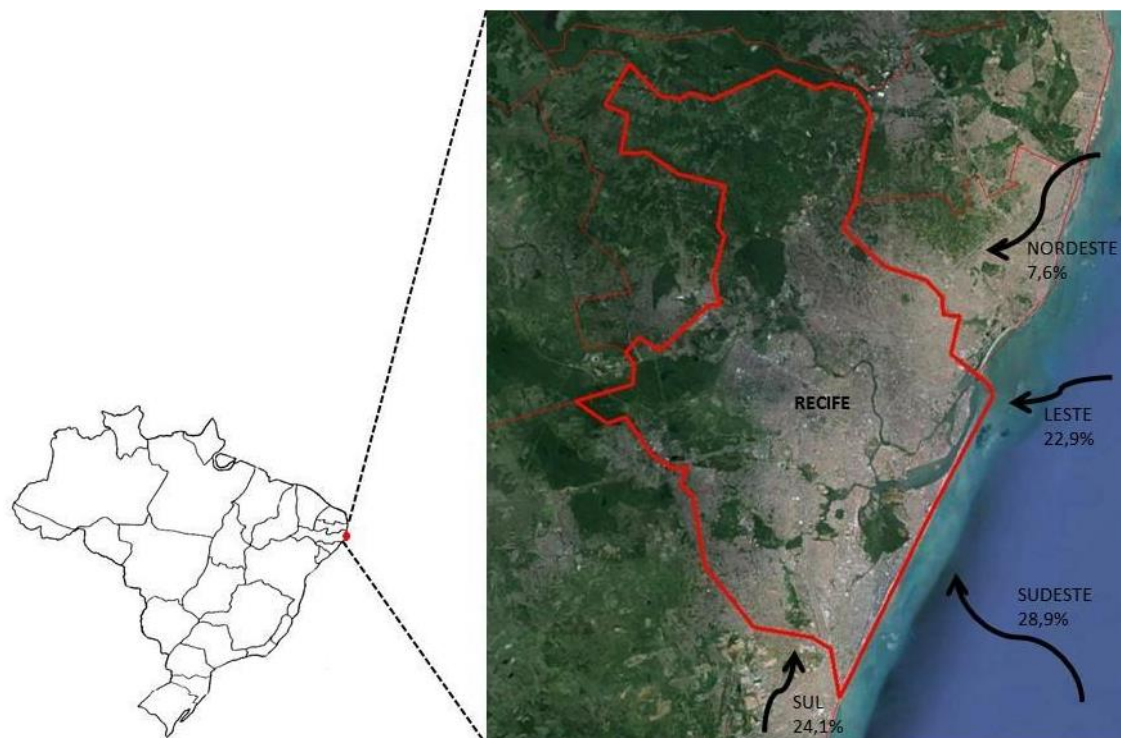 NORDESTE
7,6%
RECIFE
LESTE
22,9%
SUDESTE
28,9%
SUL
24,1%